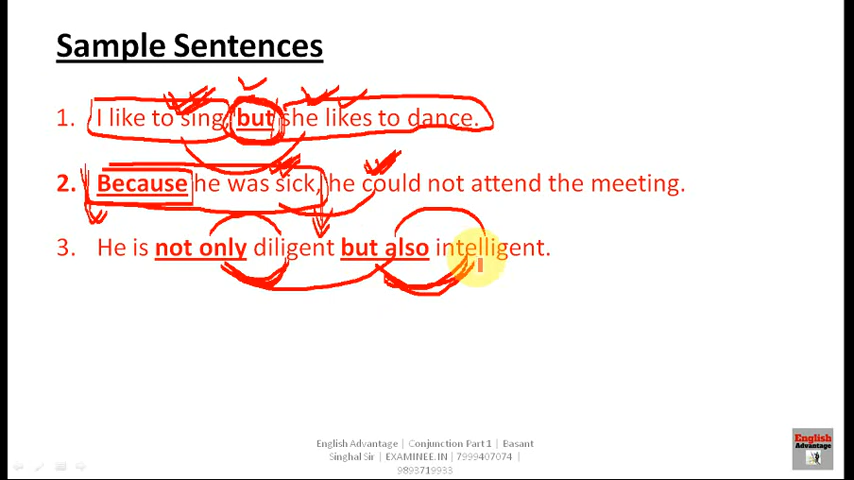 Sample Sentences
1. I like to sing, but she likes to dance.
2. Because he was sick, he could not attend the meeting.
3. He is not only diligent but also intelligent.
English Advantage | Conjunction Part 1 | Basant
Singhal Sir | EXAMINEE.IN | 7999407074 |
9893719933
English
Advantage